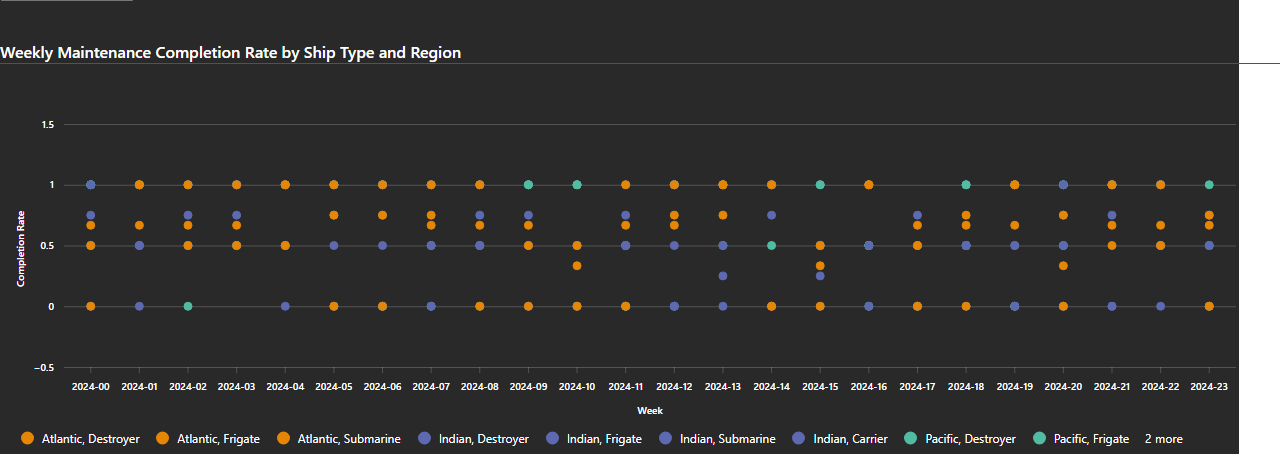 Weekly Maintenance Completion Rate by Ship Type and Region
1.5
1
0.5
0
−0.5
Completion Rate
2024-00 2024-01 2024-02 2024-03 2024-04 2024-05 2024-06 2024-07 2024-08 2024-09 2024-10 2024-11 2024-12 2024-13 2024-14 2024-15 2024-16 2024-17 2024-18 2024-19 2024-20 2024-21 2024-22 2024-23
Week
Atlantic, Destroyer Atlantic, Frigate Atlantic, Submarine Indian, Destroyer Indian, Frigate Indian, Submarine Indian, Carrier Pacific, Destroyer Pacific, Frigate 2 more